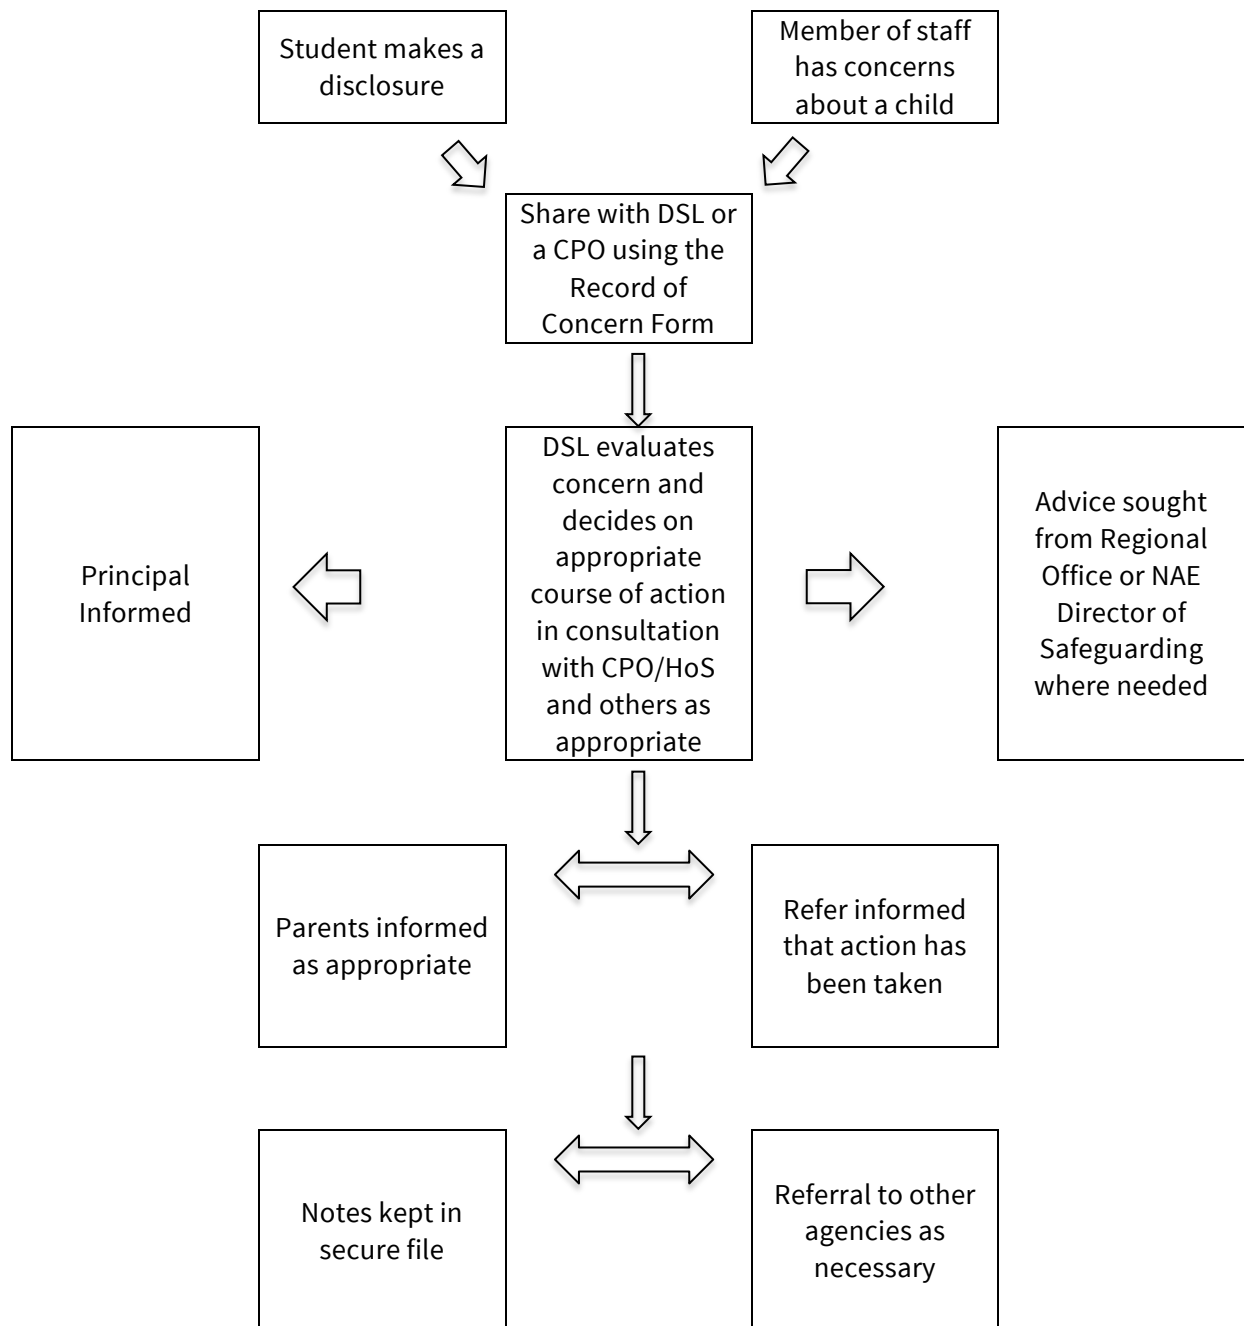 Student makes a
disclosure
Member of staff
has concerns
about a child
Share with DSL or
a CPO using the
Record of
Concern Form
Principal
Informed
DSL evaluates
concern and
decides on
appropriate
course of action
in consultation
with CPO/HoS
and others as
appropriate
Advice sought
from Regional
Office or NAE
Director of
Safeguarding
where needed
Parents informed
as appropriate
Refer informed
that action has
been taken
Notes kept in
secure file
Referral to other
agencies as
necessary